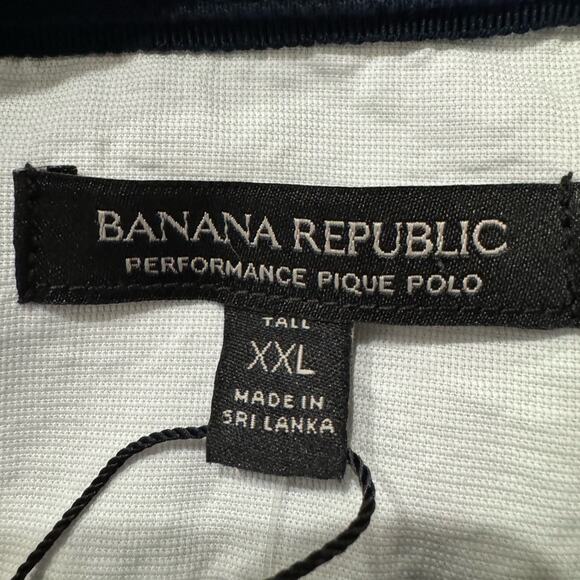 BANANA REPUBLIC
PERFORMANCE PIQUE POLO
TALL
XXL
MADE IN
SRI LANKA